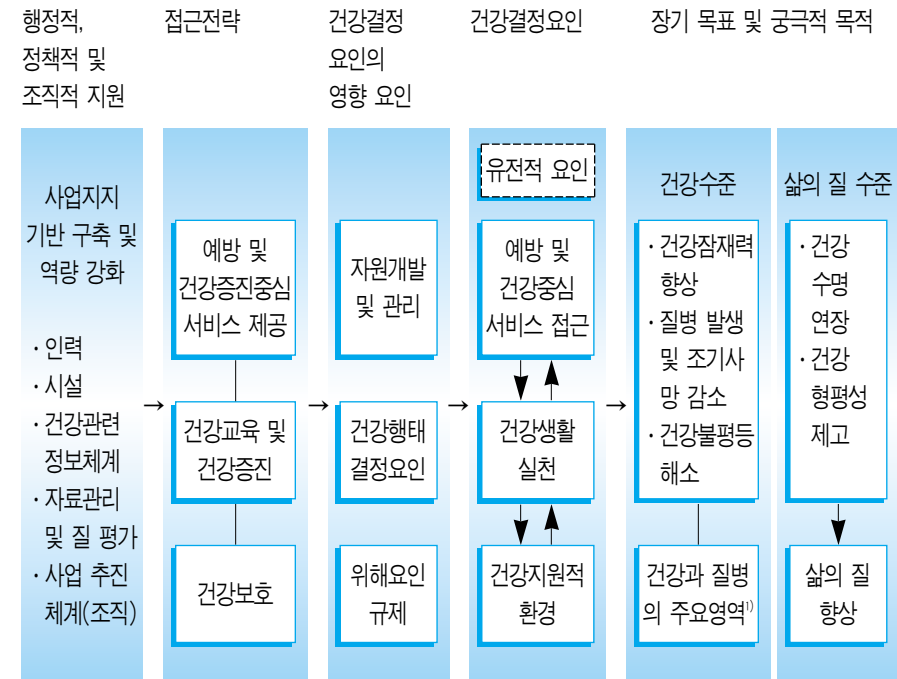 행정적,
정책적 및
조직적 지원
접근전략
건강결정
요인의
영향 요인
건강결정요인
장기 목표 및 궁극적 목적
사업지지
기반 구축 및
역량 강화
· 인력
· 시설
· 건강관련
정보체계
· 자료관리
및 질 평가
· 사업 추진
체계(조직)
→
예방 및
건강증진중심
서비스 제공
건강교육 및
건강증진
건강보호
→
자원개발
및 관리
건강행태
결정요인
위해요인
규제
→
유전적 요인
예방 및
건강중심
서비스 접근
건강생활
실천
건강지원적
환경
→
건강수준
· 건강잠재력
향상
· 질병 발생
및 조기사
망 감소
· 건강불평등
해소
건강과 질병
의 주요영역¹⁾
삶의 질 수준
· 건강
수명
연장
· 건강
형평성
제고
삶의 질
향상